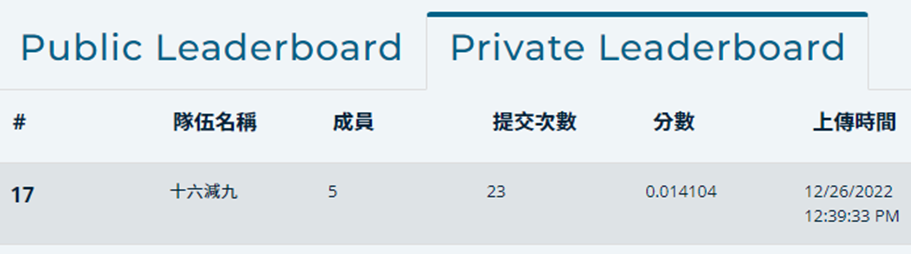 Public Leaderboard Private Leaderboard
# 隊伍名稱 成員 提交次數 分數 上傳時間
17 十六減九 5 23 0.014104 12/26/2022
12:39:33 PM